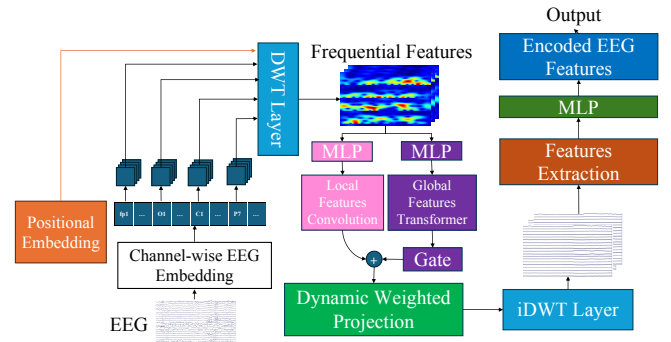 Output
Encoded EEG
Features
MLP
Features
Extraction
Frequential Features
DWT Layer
MLP
MLP
Local
Features
Convolution
Global
Features
Transformer
Gate
+
Positional
Embedding
fp1 ... O1 ... C1 ... P7 ...
Channel-wise EEG
Embedding
EEG
Dynamic Weighted
Projection
iDWT Layer